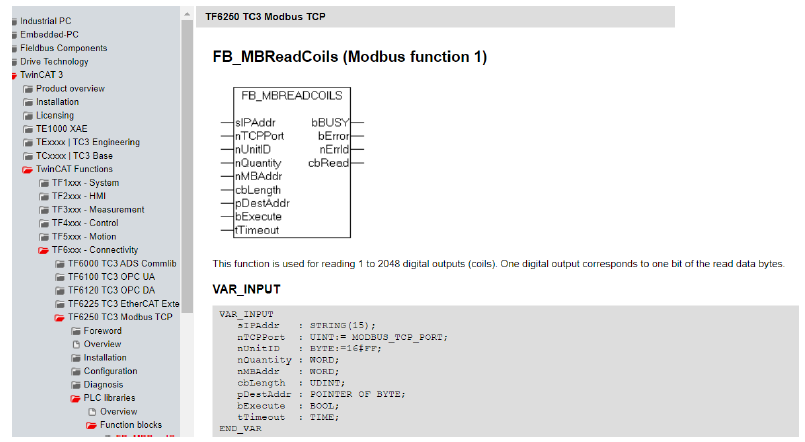 Industrial PC
Embedded-PC
Fieldbus Components
Drive Technology
TwinCAT 3
Product overview
Installation
Licensing
TE1000 XAE
TExxxx | TC3 Engineering
TCxxxx | TC3 Base
TwinCAT Functions
TF1xxx - System
TF2xxx - HMI
TF3xxx - Measurement
TF4xxx - Control
TF5xxx - Motion
TF6xxx - Connectivity
TF6000 TC3 ADS Commlib
TF6100 TC3 OPC UA
TF6120 TC3 OPC DA
TF6225 TC3 EtherCAT Exte
TF6250 TC3 Modbus TCP
Foreword
Overview
Installation
Configuration
Diagnosis
PLC libraries
Overview
Function blocks
TF6250 TC3 Modbus TCP
FB_MBReadCoils (Modbus function 1)
FB_MBREADCOILS
sIPAddr bBUSY
nTCPPort bError
nUnitID nErrId
nQuantity cbRead
nMBAddr
cbLength
pDestAddr
bExecute
tTimeout
This function is used for reading 1 to 2048 digital outputs (coils). One digital output corresponds to one bit of the read data bytes.
VAR_INPUT
VAR_INPUT
sIPAddr : STRING(15);
nTCPPort : UINT:= MODBUS_TCP_PORT;
nUnitID : BYTE:=16#FF;
nQuantity : WORD;
nMBAddr : WORD;
cbLength : UDINT;
pDestAddr : POINTER OF BYTE;
bExecute : BOOL;
tTimeout : TIME;
END_VAR